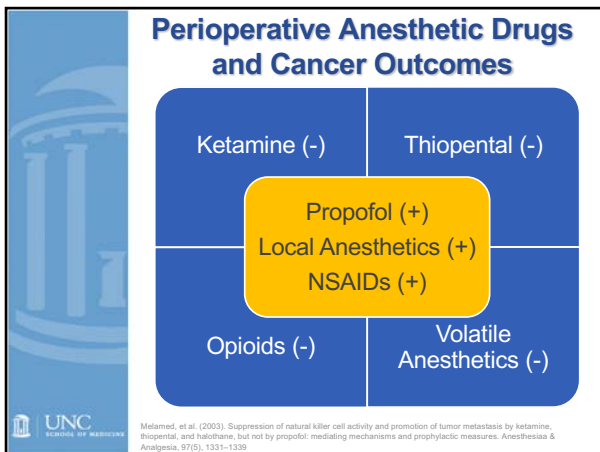 Perioperative Anesthetic Drugs
and Cancer Outcomes
Ketamine (-)
Thiopental (-)
Propofol (+)
Local Anesthetics (+)
NSAIDs (+)
Opioids (-)
Volatile
Anesthetics (-)
UNC
SCHOOL OF MEDICINE
Melamed, et al. (2003). Suppression of natural killer cell activity and promotion of tumor metastasis by ketamine,
thiopental, and halothane, but not by propofol: mediating mechanisms and prophylactic measures. Anesthesiaa &
Analgesia, 97(5), 1331–1339